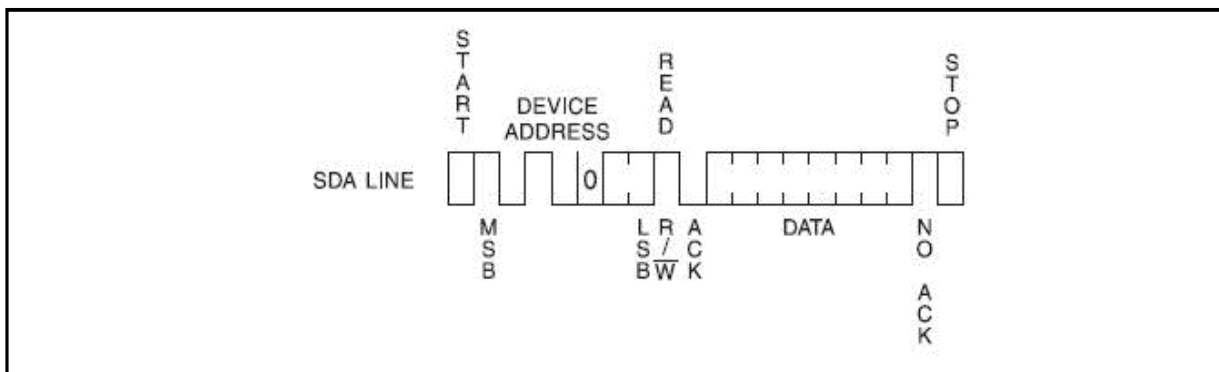 START
READ
STOP
DEVICE
ADDRESS
SDA LINE
0
MSB
LSB
R/W
ACK
DATA
NO ACK